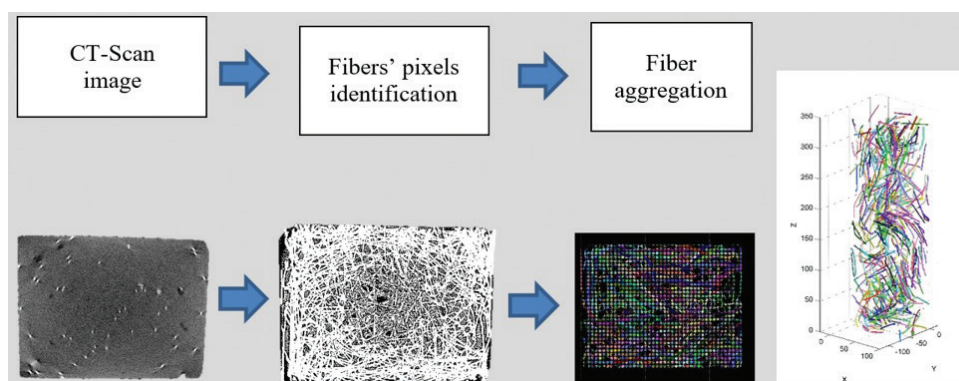 CT-Scan
image
Fibers' pixels
identification
Fiber
aggregation
350
300
250
200
150
100
50
0
Z
0
50
100
X
-100
-50
0
Y